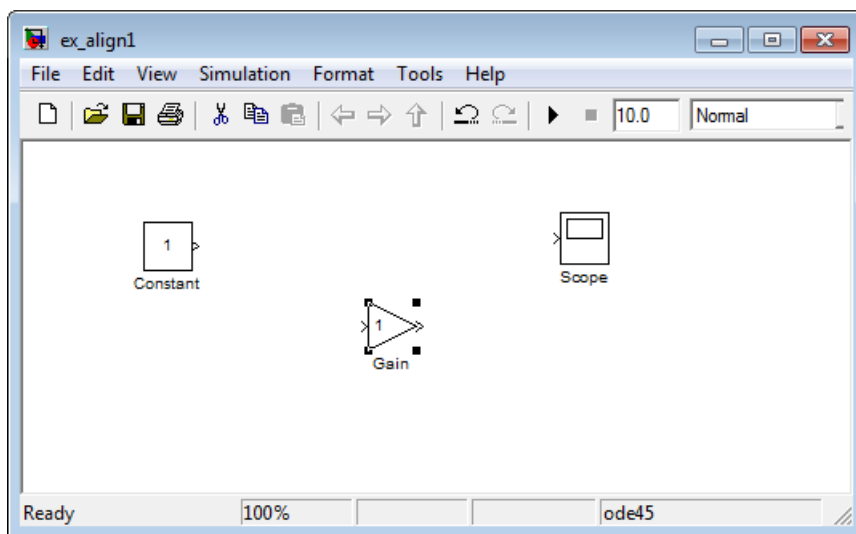 ex_align1
File Edit View Simulation Format Tools Help
10.0 Normal
1
Constant
Scope
1
Gain
Ready 100% ode45